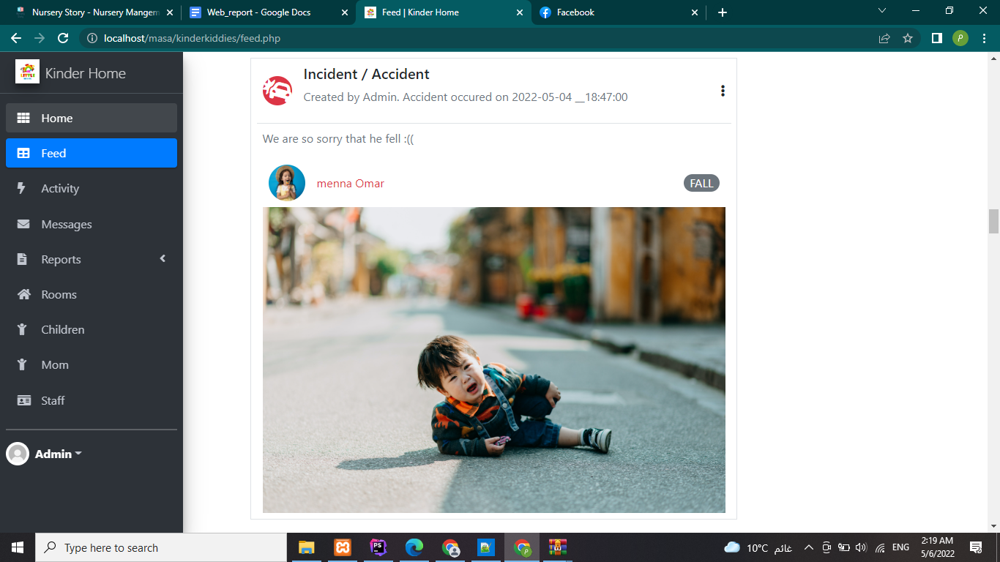 Nursery Story - Nursery Mangem
Web_report - Google Docs
Feed | Kinder Home
Facebook
localhost/masa/kinderkiddies/feed.php
P
LITTLE
Kinder Home
Home
Feed
Activity
Messages
Reports
Rooms
Children
Mom
Staff
Admin
Incident / Accident
Created by Admin. Accident occured on 2022-05-04 __18:47:00
We are so sorry that he fell :((
menna Omar
FALL
Type here to search
PS
P
10°C غائم
ENG
2:19 AM
5/6/2022